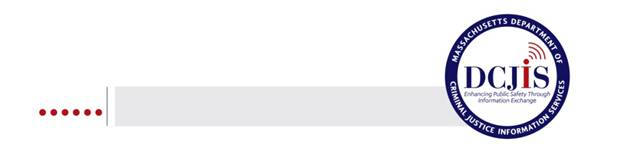 MASSACHUSETTS DEPARTMENT OF
DCJIS
Enhancing Public Safety Through
Information Exchange
CRIMINAL JUSTICE INFORMATION SERVICES